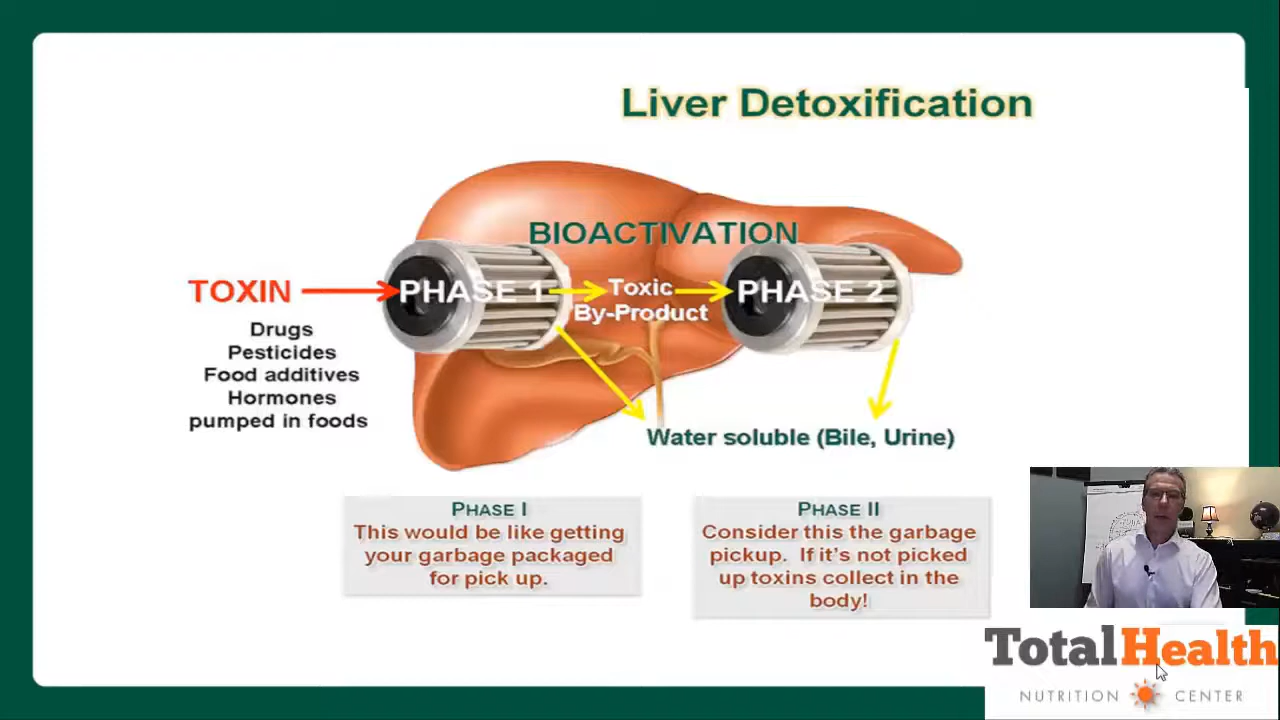 Liver Detoxification
BIOACTIVATION
TOXIN
PHASE 1
Toxic
By-Product
PHASE 2
Drugs
Pesticides
Food additives
Hormones
pumped in foods
Water soluble (Bile, Urine)
PHASE I
This would be like getting
your garbage packaged
for pick up.
PHASE II
Consider this the garbage
pickup. If it's not picked
up toxins collect in the
body!
TotalHealth
NUTRITION CENTER